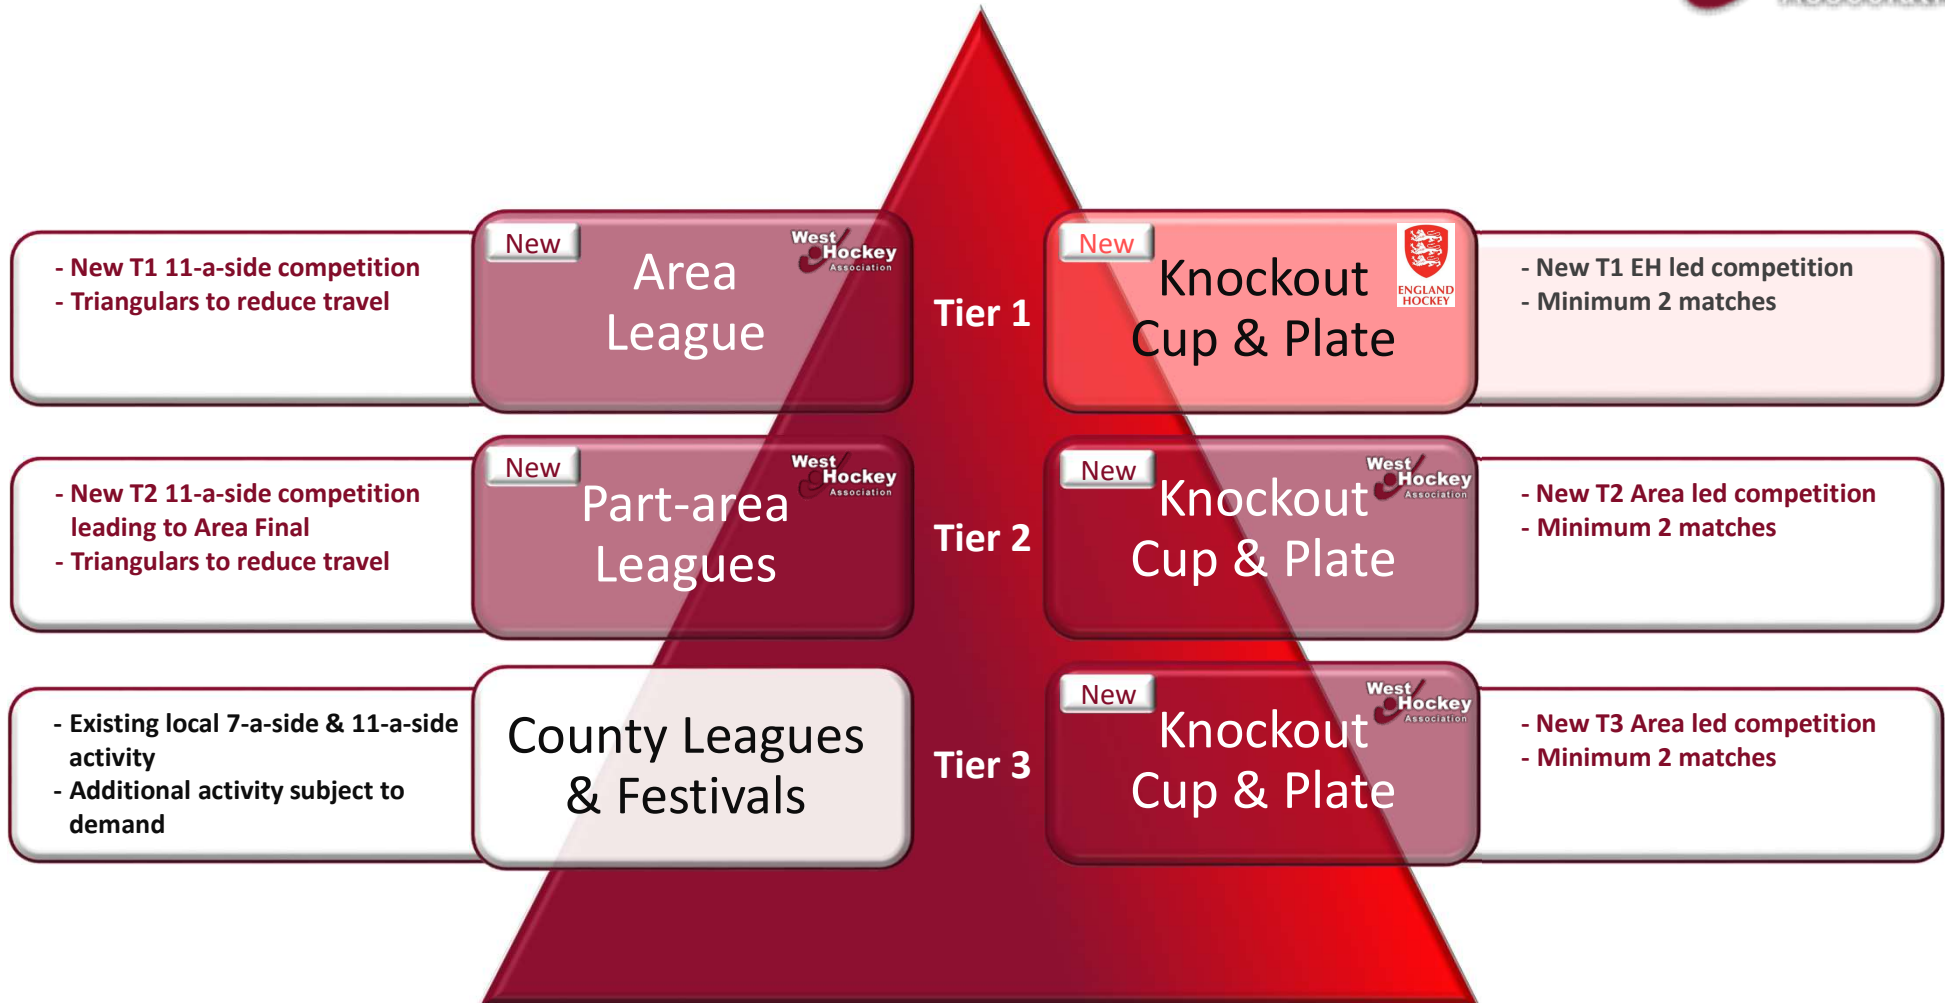 New
West
Hockey
Association
Area
League
- New T1 11-a-side competition
- Triangulars to reduce travel
Tier 1
New
ENGLAND
HOCKEY
Knockout
Cup & Plate
- New T1 EH led competition
- Minimum 2 matches
New
West
Hockey
Association
Part-area
Leagues
- New T2 11-a-side competition
leading to Area Final
- Triangulars to reduce travel
Tier 2
New
West
Hockey
Association
Knockout
Cup & Plate
- New T2 Area led competition
- Minimum 2 matches
- Existing local 7-a-side & 11-a-side
activity
- Additional activity subject to
demand
County Leagues
& Festivals
Tier 3
New
West
Hockey
Association
Knockout
Cup & Plate
- New T3 Area led competition
- Minimum 2 matches